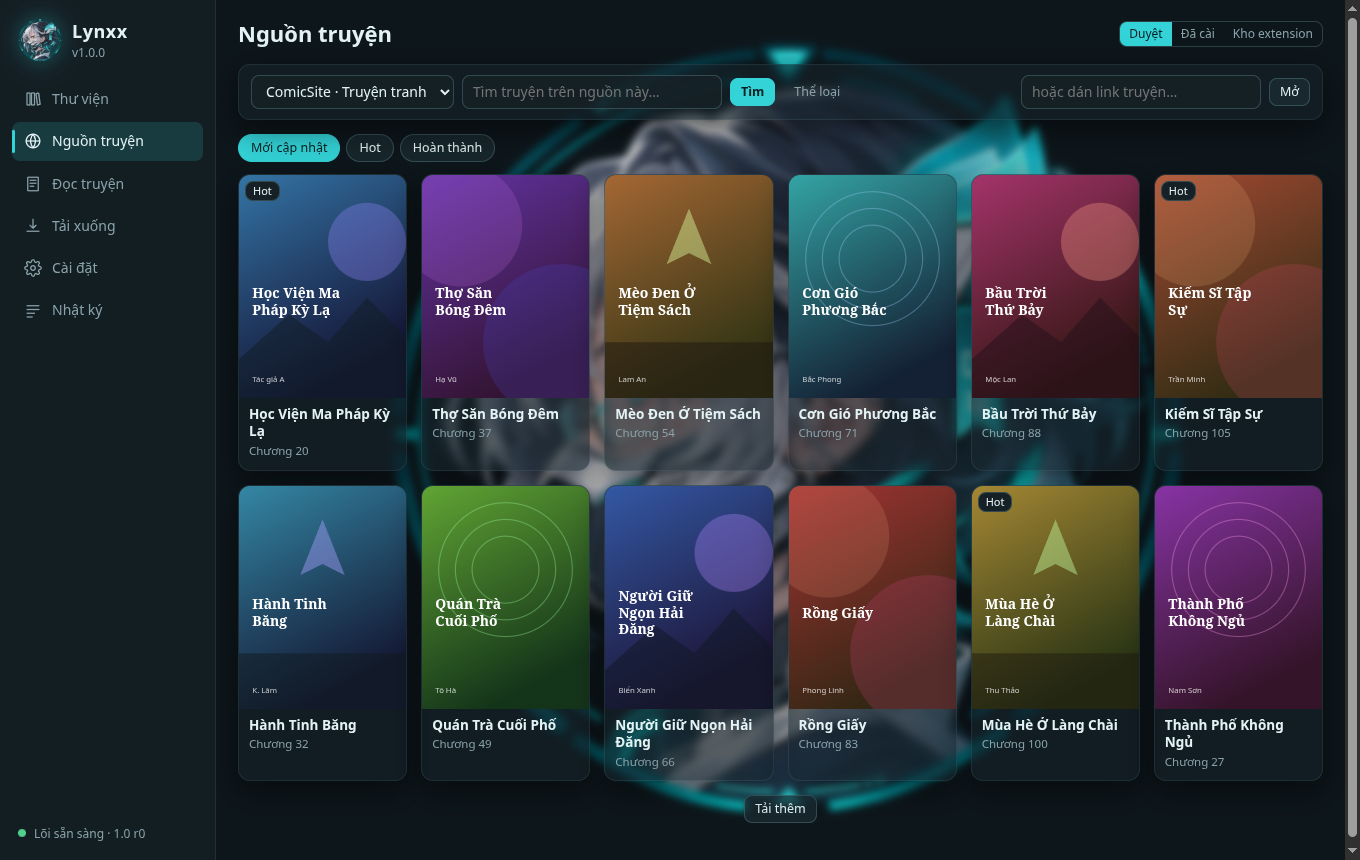 Lynxx
v1.0.0
Thư viện
Nguồn truyện
Đọc truyện
Tải xuống
Cài đặt
Nhật ký
Lõi sẵn sàng · 1.0 r0
Nguồn truyện
Duyệt
Đã cài
Kho extension
ComicSite · Truyện tranh
Tìm truyện trên nguồn này...
Tìm
Thể loại
hoặc dán link truyện...
Mở
Mới cập nhật
Hot
Hoàn thành
Hot
Học Viện Ma
Pháp Kỳ Lạ
Tác giả A
Học Viện Ma Pháp Kỳ
Lạ
Chương 20
Thợ Săn
Bóng Đêm
Hạ Vũ
Thợ Săn Bóng Đêm
Chương 37
Mèo Đen Ở
Tiệm Sách
Lam An
Mèo Đen Ở Tiệm Sách
Chương 54
Cơn Gió
Phương Bắc
Bắc Phong
Cơn Gió Phương Bắc
Chương 71
Bầu Trời
Thứ Bảy
Mộc Lan
Bầu Trời Thứ Bảy
Chương 88
Hot
Kiếm Sĩ Tập
Sự
Trần Minh
Kiếm Sĩ Tập Sự
Chương 105
Hành Tinh
Băng
K. Lâm
Hành Tinh Băng
Chương 32
Quán Trà
Cuối Phố
Tô Hà
Quán Trà Cuối Phố
Chương 49
Người Giữ
Ngọn Hải
Đăng
Biển Xanh
Người Giữ Ngọn Hải
Đăng
Chương 66
Rồng Giấy
Phong Linh
Rồng Giấy
Chương 83
Hot
Mùa Hè Ở
Làng Chài
Thu Thảo
Mùa Hè Ở Làng Chài
Chương 100
Thành Phố
Không Ngủ
Nam Sơn
Thành Phố Không
Ngủ
Chương 27
Tải thêm